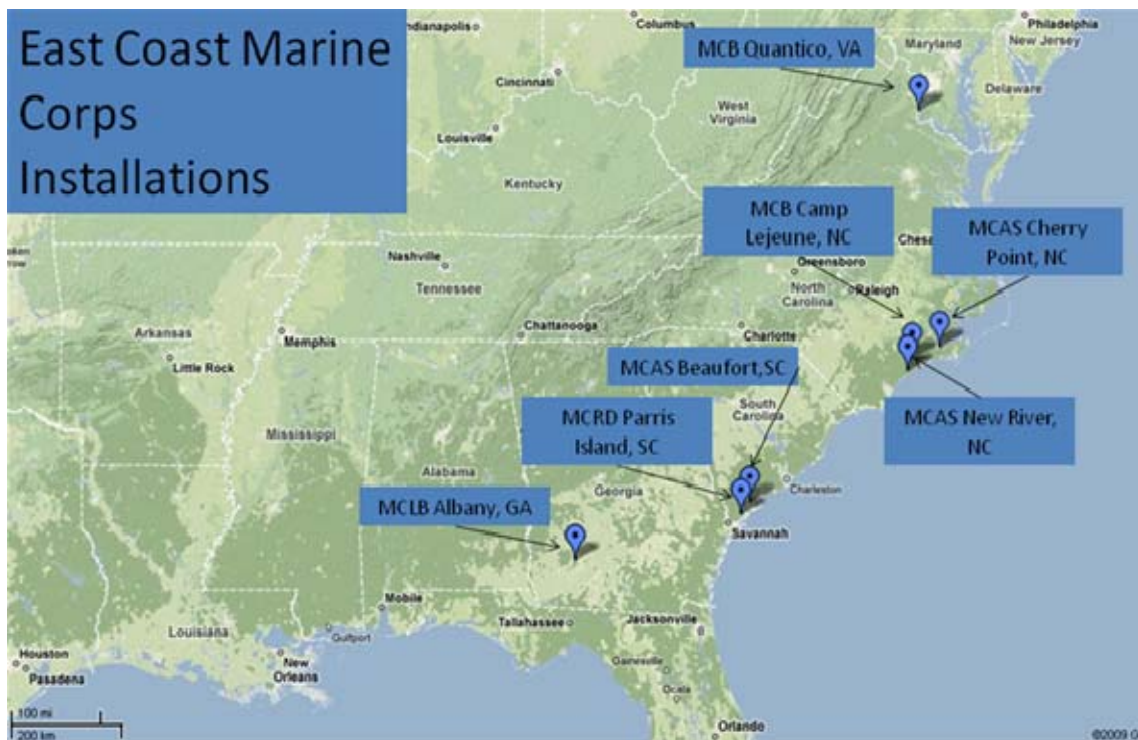 East Coast Marine
Corps
Installations
MCB Quantico, VA
MCB Camp
Lejeune, NC
MCAS Cherry
Point, NC
MCAS Beaufort,SC
MCRD Parris
Island, SC
MCAS New River,
NC
MCLB Albany, GA
Indianapolis
Columbus
Philadelphia
Maryland
New Jersey
Cincinnati
Delaware
West
Virginia
Louisville
Kentucky
Chesa
Nashville
Greensboro
Tennessee
North
Carolina
Raleigh
Arkansas
Memphis
Chattanooga
Charlotte
Little Rock
South
Carolina
Mississippi
Alabama
Georgia
Charleston
Savannah
Mobile
Tallahassee
Jacksonville
Louisiana
Gulfport
Houston
Pasadena
New
Orleans
Gainesville
Ocala
Orlando
100 mi
200 km
©2009 G